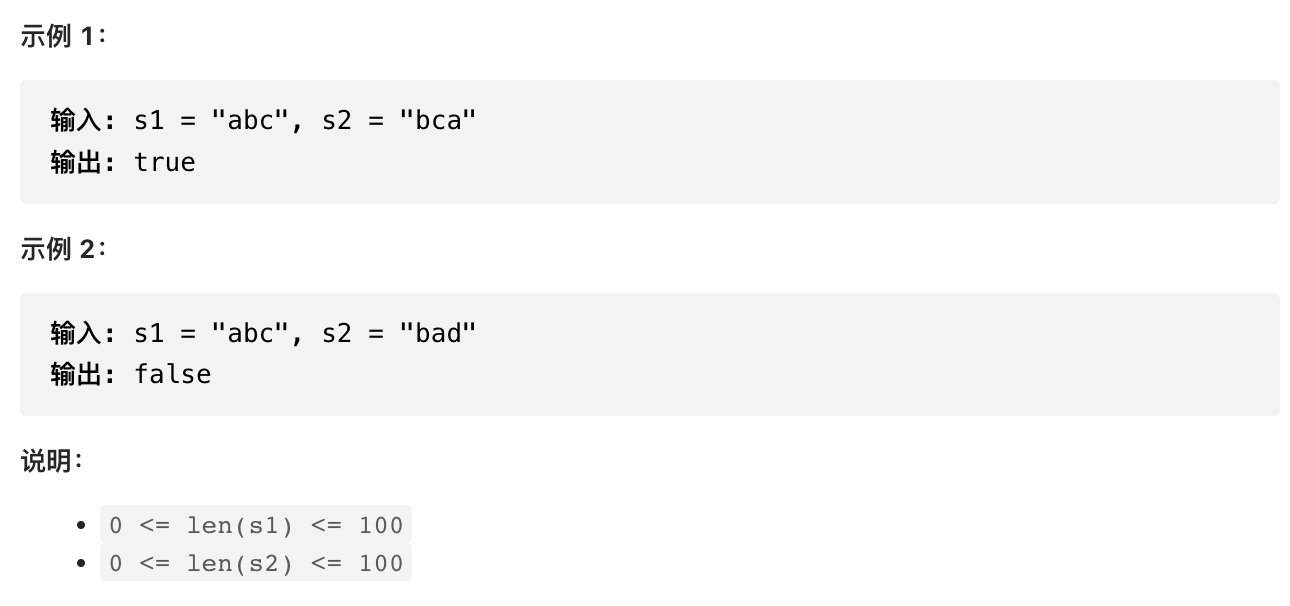 示例 1：
输入: s1 = "abc", s2 = "bca"
输出: true
示例 2：
输入: s1 = "abc", s2 = "bad"
输出: false
说明：
0 <= len(s1) <= 100
0 <= len(s2) <= 100